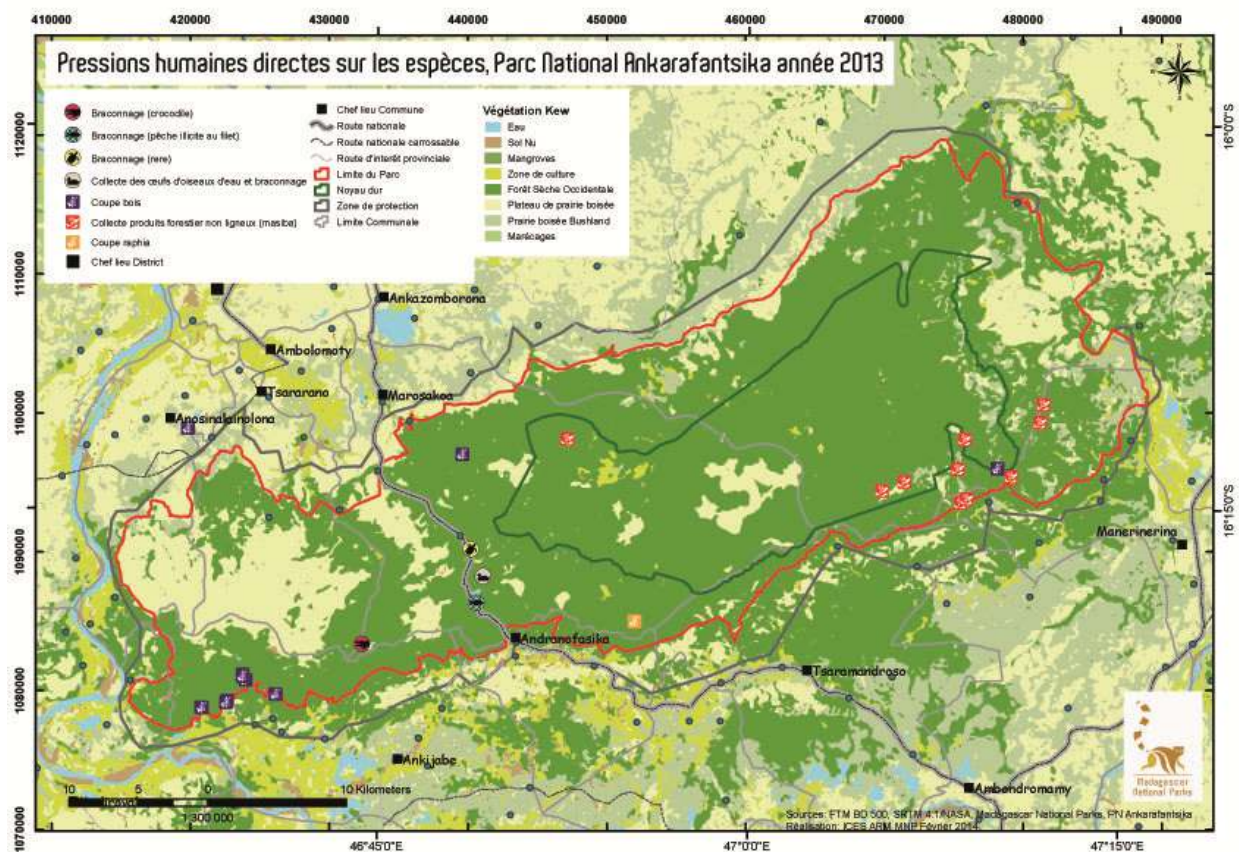 410000 420000 430000 440000 450000 460000 470000 480000 490000
Pressions humaines directes sur les espèces, Parc National Ankarafantsika année 2013
Braconnage (crocodile)
Braconnage (pêche illicite au filet)
Braconnage (rere)
Collecte des œufs d'oiseaux d'eau et braconnage
Coupe bois
Collecte produits forestier non ligneux (masiba)
Coupe raphia
Chef lieu District
Chef lieu Commune
Route nationale
Route nationale carrossable
Route d'interêt provinciale
Limite du Parc
Noyau dur
Zone de protection
Limite Communale
Végétation Kew
Eau
Sol Nu
Mangroves
Zone de culture
Forêt Sèche Occidentale
Plateau de prairie boisée
Prairie boisée Bushland
Marécages
1120000
1110000
1100000
1090000
1080000
1070000
16°0'0"S
16°15'0"S
Ankazomborona
Ambolomoty
Tsararano
Marosakoa
Anosinalainolona
Manerinerina
Andranofasika
Tsaramandroso
Ankijabe
Ambondromamy
10 5 0 10 Kilometers
1:300 000
Madagascar
National Parks
Sources: FTM BD 500, SRTM 4.1/NASA, Madagascar National Parks, PN Ankarafantsika
Réalisation: ICES ARM MNP Février 2014
46°45'0"E 47°0'0"E 47°15'0"E